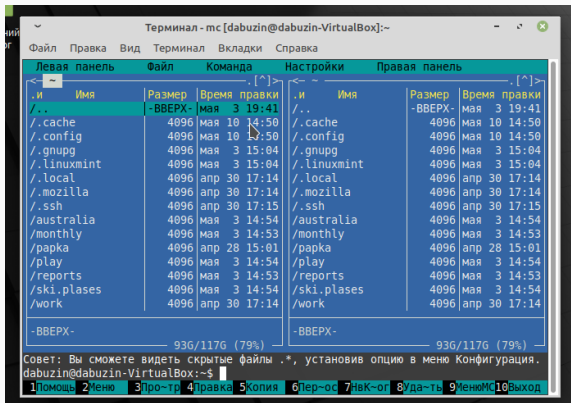 ний
ог
Терминал - mc [dabuzin@dabuzin-VirtualBox]:~
Файл Правка Вид Терминал Вкладки Справка
Левая панель Файл Команда Настройки Правая панель
<- ~ .[^]> <- ~ .[^]>
.и Имя Размер Время правки .и Имя Размер Время правки
/.. -ВВЕРХ- мая 3 19:41 /.. -ВВЕРХ- мая 3 19:41
/.cache 4096 мая 10 14:50 /.cache 4096 мая 10 14:50
/.config 4096 мая 10 14:50 /.config 4096 мая 10 14:50
/.gnupg 4096 мая 3 15:04 /.gnupg 4096 мая 3 15:04
/.linuxmint 4096 мая 3 15:04 /.linuxmint 4096 мая 3 15:04
/.local 4096 апр 30 17:14 /.local 4096 апр 30 17:14
/.mozilla 4096 апр 30 17:14 /.mozilla 4096 апр 30 17:14
/.ssh 4096 апр 30 17:15 /.ssh 4096 апр 30 17:15
/australia 4096 мая 3 14:54 /australia 4096 мая 3 14:54
/monthly 4096 мая 3 14:53 /monthly 4096 мая 3 14:53
/papka 4096 апр 28 15:01 /papka 4096 апр 28 15:01
/play 4096 мая 3 14:54 /play 4096 мая 3 14:54
/reports 4096 мая 3 14:53 /reports 4096 мая 3 14:53
/ski.plases 4096 мая 3 14:54 /ski.plases 4096 мая 3 14:54
/work 4096 апр 30 17:14 /work 4096 апр 30 17:14
-ВВЕРХ- -ВВЕРХ-
93G/117G (79%) 93G/117G (79%)
Совет: Вы сможете видеть скрытые файлы .*, установив опцию в меню Конфигурация.
dabuzin@dabuzin-VirtualBox:~$
1Помощь 2Меню 3Про~тр 4Правка 5Копия 6Пер~ос 7НвК~ог 8Уда~ть 9МенюMC 10Выход